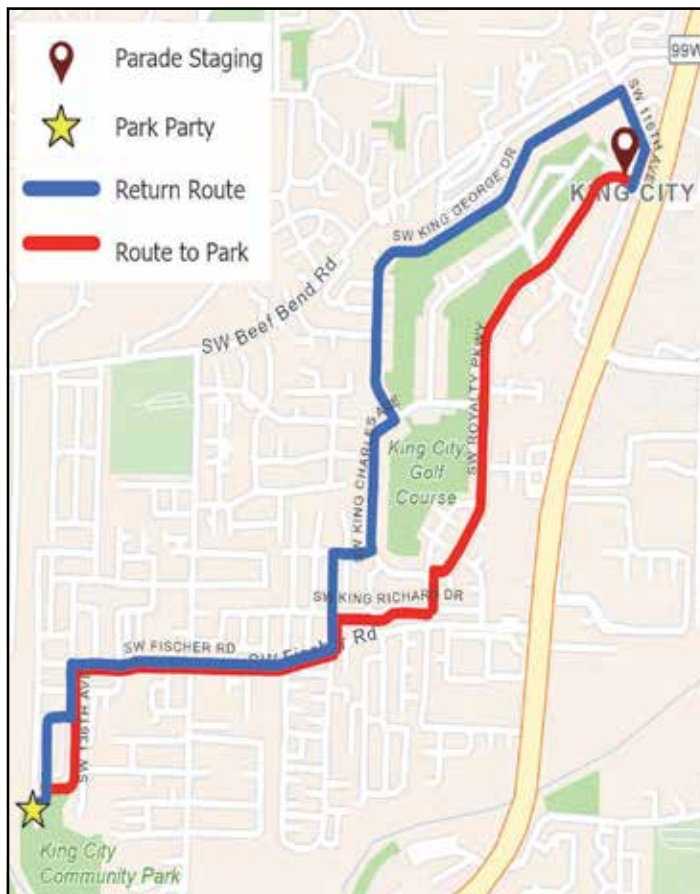 Parade Staging
Park Party
Return Route
Route to Park
99W
SW 116TH AVE
KING CITY
SW KING GEORGE DR
SW Beef Bend Rd
SW ROYALTY PKWY
SW KING CHARLES AVE
King City
Golf
Course
SW KING RICHARD DR
SW FISCHER RD
SW Rd
SW 136TH AVE
King City
Community Park